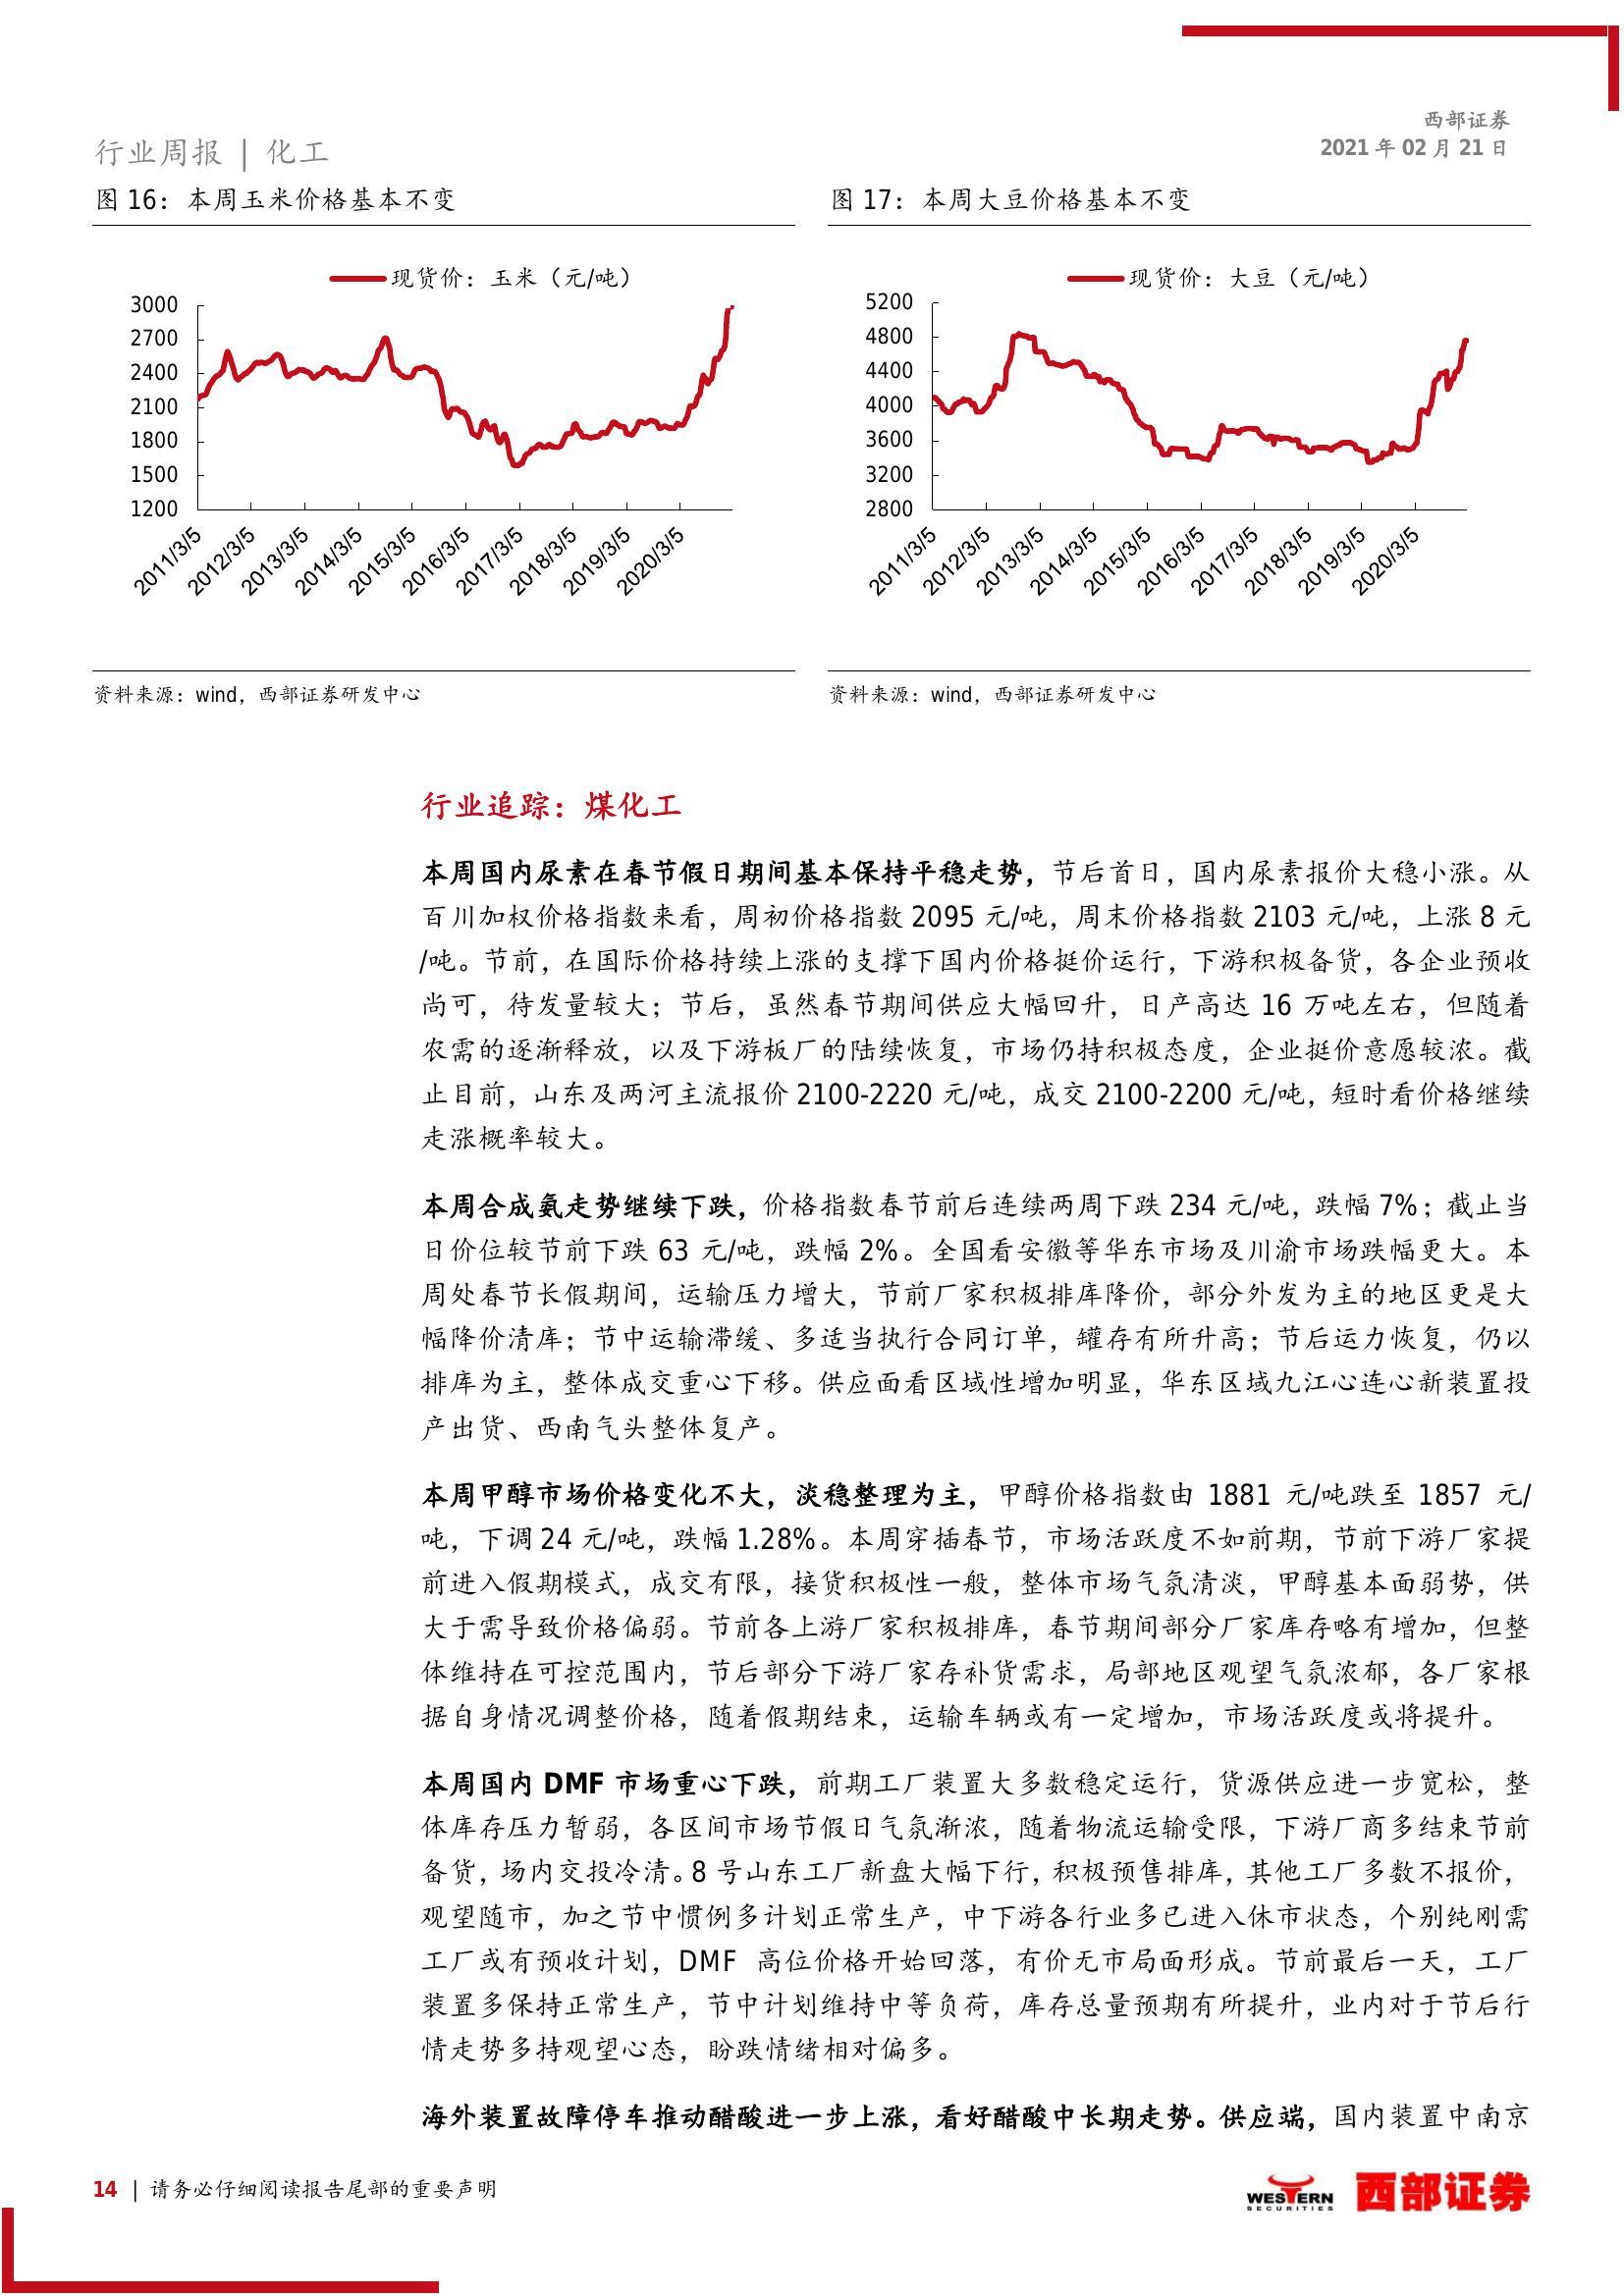 西部证券
2021 年 02 月 21 日
行业周报 | 化工
图 16：本周玉米价格基本不变
现货价：玉米（元/吨）
3000
2700
2400
2100
1800
1500
1200
2011/3/5
2012/3/5
2013/3/5
2014/3/5
2015/3/5
2016/3/5
2017/3/5
2018/3/5
2019/3/5
2020/3/5
资料来源：wind，西部证券研发中心
图 17：本周大豆价格基本不变
现货价：大豆（元/吨）
5200
4800
4400
4000
3600
3200
2800
2011/3/5
2012/3/5
2013/3/5
2014/3/5
2015/3/5
2016/3/5
2017/3/5
2018/3/5
2019/3/5
2020/3/5
资料来源：wind，西部证券研发中心
行业追踪：煤化工
本周国内尿素在春节假日期间基本保持平稳走势，节后首日，国内尿素报价大稳小涨。从
百川加权价格指数来看，周初价格指数 2095 元/吨，周末价格指数 2103 元/吨，上涨 8 元
/吨。节前，在国际价格持续上涨的支撑下国内价格挺价运行，下游积极备货，各企业预收
尚可，待发量较大；节后，虽然春节期间供应大幅回升，日产高达 16 万吨左右，但随着
农需的逐渐释放，以及下游板厂的陆续恢复，市场仍持积极态度，企业挺价意愿较浓。截
止目前，山东及两河主流报价 2100-2220 元/吨，成交 2100-2200 元/吨，短时看价格继续
走涨概率较大。
本周合成氨走势继续下跌，价格指数春节前后连续两周下跌 234 元/吨，跌幅 7%；截止当
日价位较节前下跌 63 元/吨，跌幅 2%。全国看安徽等华东市场及川渝市场跌幅更大。本
周处春节长假期间，运输压力增大，节前厂家积极排库降价，部分外发为主的地区更是大
幅降价清库；节中运输滞缓、多适当执行合同订单，罐存有所升高；节后运力恢复，仍以
排库为主，整体成交重心下移。供应面看区域性增加明显，华东区域九江心连心新装置投
产出货、西南气头整体复产。
本周甲醇市场价格变化不大，淡稳整理为主，甲醇价格指数由 1881 元/吨跌至 1857 元/
吨，下调 24 元/吨，跌幅 1.28%。本周穿插春节，市场活跃度不如前期，节前下游厂家提
前进入假期模式，成交有限，接货积极性一般，整体市场气氛清淡，甲醇基本面弱势，供
大于需导致价格偏弱。节前各上游厂家积极排库，春节期间部分厂家库存略有增加，但整
体维持在可控范围内，节后部分下游厂家存补货需求，局部地区观望气氛浓郁，各厂家根
据自身情况调整价格，随着假期结束，运输车辆或有一定增加，市场活跃度或将提升。
本周国内 DMF 市场重心下跌，前期工厂装置大多数稳定运行，货源供应进一步宽松，整
体库存压力暂弱，各区间市场节假日气氛渐浓，随着物流运输受限，下游厂商多结束节前
备货，场内交投冷清。8 号山东工厂新盘大幅下行，积极预售排库，其他工厂多数不报价，
观望随市，加之节中惯例多计划正常生产，中下游各行业多已进入休市状态，个别纯刚需
工厂或有预收计划，DMF 高位价格开始回落，有价无市局面形成。节前最后一天，工厂
装置多保持正常生产，节中计划维持中等负荷，库存总量预期有所提升，业内对于节后行
情走势多持观望心态，盼跌情绪相对偏多。
海外装置故障停车推动醋酸进一步上涨，看好醋酸中长期走势。供应端，国内装置中南京
14 | 请务必仔细阅读报告尾部的重要声明
WESTERN
SECURITIES
西部证券